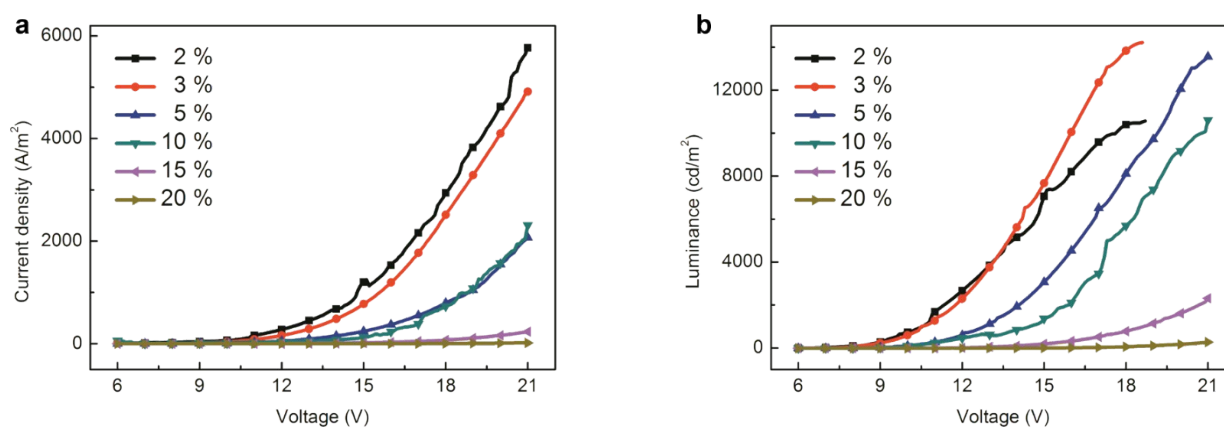 a
Current density (A/m²)
6000
4000
2000
0
2 %
3 %
5 %
10 %
15 %
20 %
6 9 12 15 18 21
Voltage (V)
b
Luminance (cd/m²)
12000
8000
4000
0
2 %
3 %
5 %
10 %
15 %
20 %
6 9 12 15 18 21
Voltage (V)